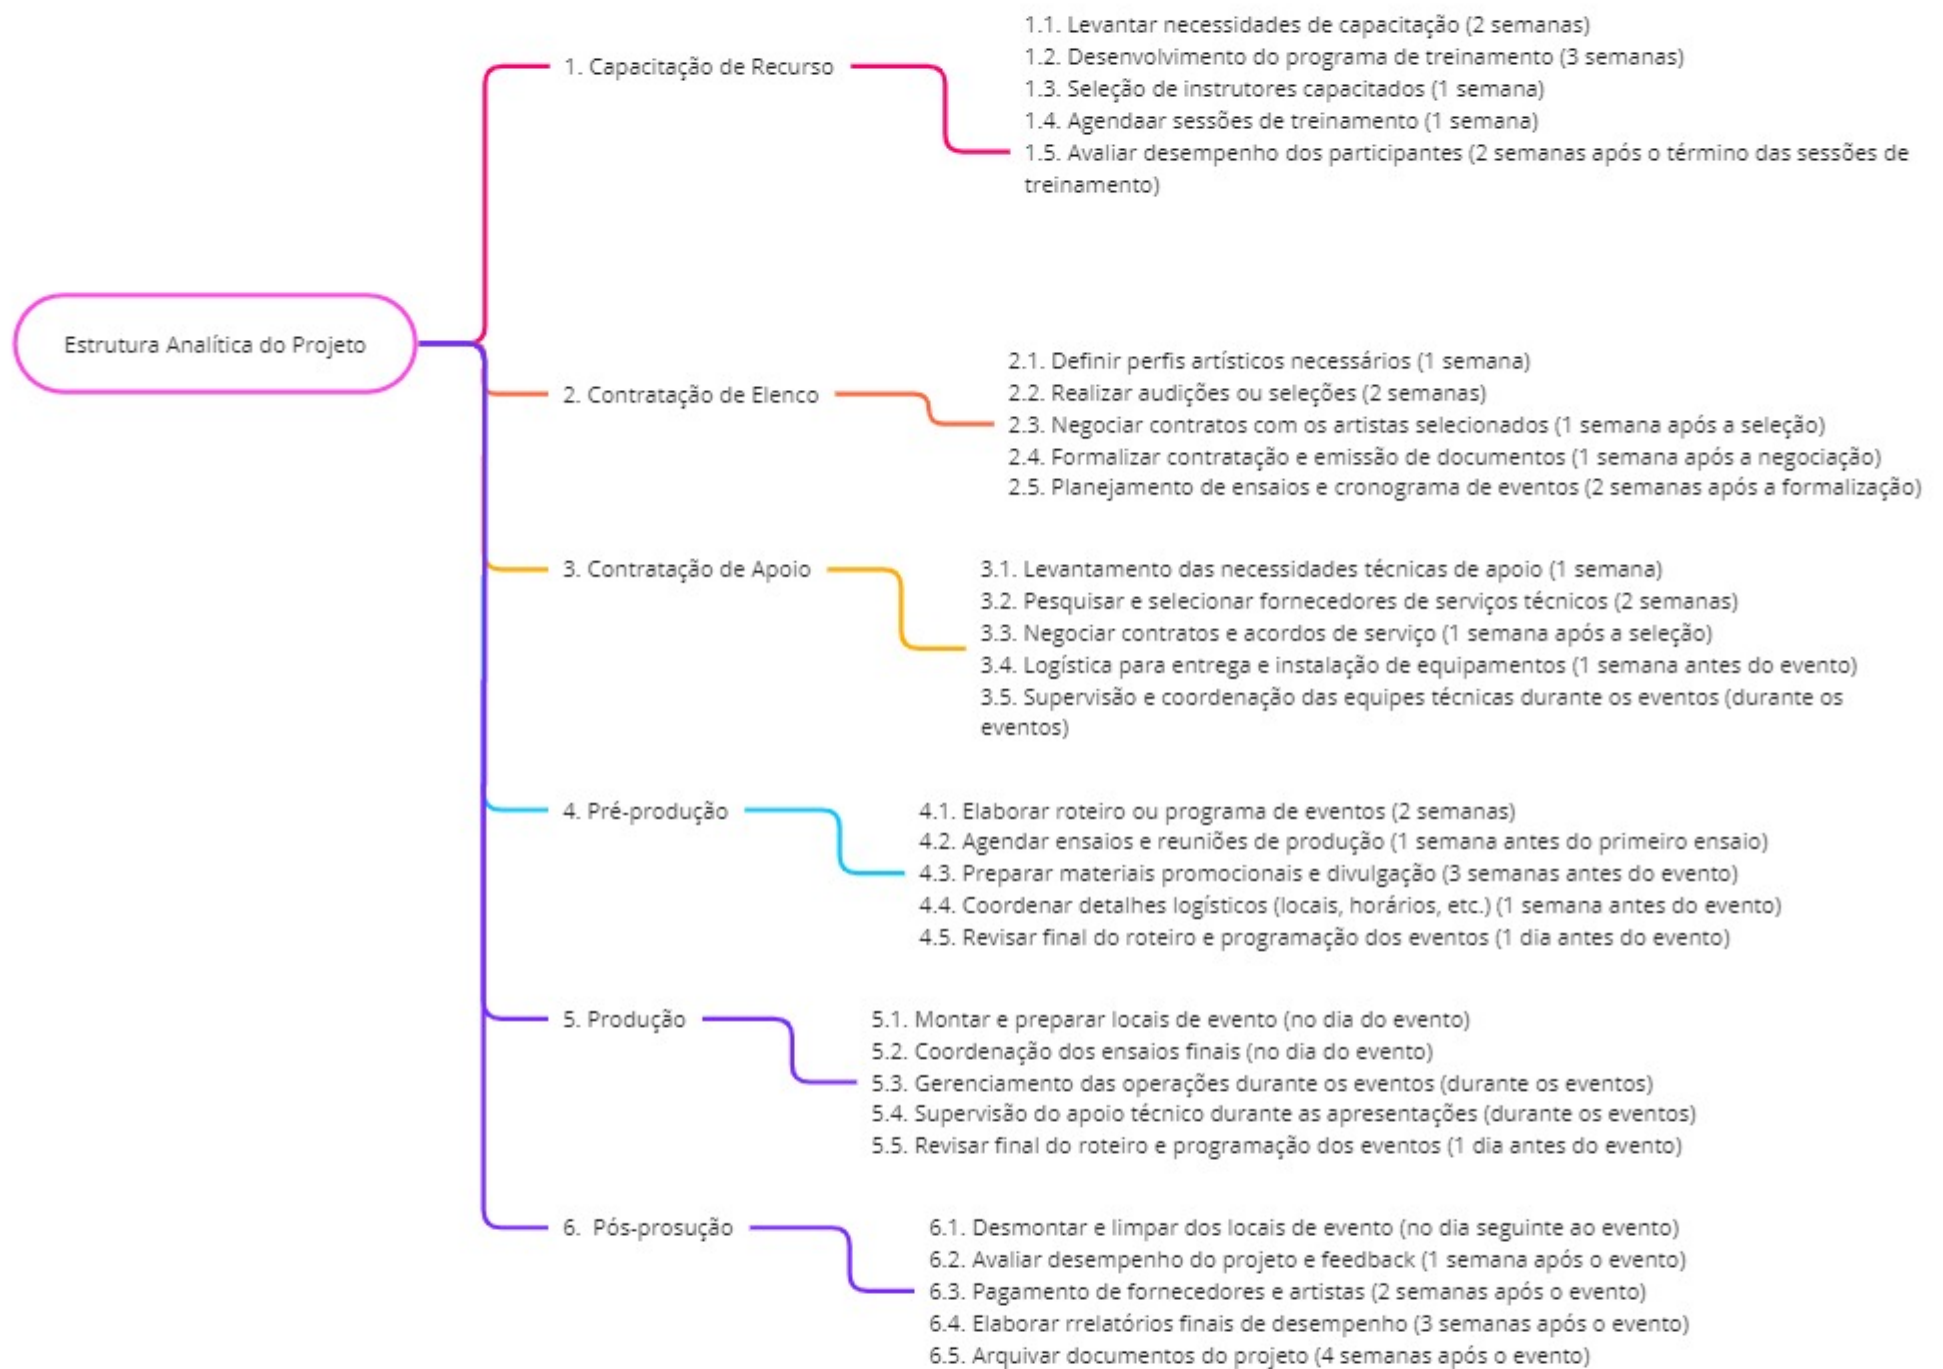 Estrutura Analítica do Projeto
1. Capacitação de Recurso
1.1. Levantar necessidades de capacitação (2 semanas)
1.2. Desenvolvimento do programa de treinamento (3 semanas)
1.3. Seleção de instrutores capacitados (1 semana)
1.4. Agendaar sessões de treinamento (1 semana)
1.5. Avaliar desempenho dos participantes (2 semanas após o término das sessões de
treinamento)
2. Contratação de Elenco
2.1. Definir perfis artísticos necessários (1 semana)
2.2. Realizar audições ou seleções (2 semanas)
2.3. Negociar contratos com os artistas selecionados (1 semana após a seleção)
2.4. Formalizar contratação e emissão de documentos (1 semana após a negociação)
2.5. Planejamento de ensaios e cronograma de eventos (2 semanas após a formalização)
3. Contratação de Apoio
3.1. Levantamento das necessidades técnicas de apoio (1 semana)
3.2. Pesquisar e selecionar fornecedores de serviços técnicos (2 semanas)
3.3. Negociar contratos e acordos de serviço (1 semana após a seleção)
3.4. Logística para entrega e instalação de equipamentos (1 semana antes do evento)
3.5. Supervisão e coordenação das equipes técnicas durante os eventos (durante os
eventos)
4. Pré-produção
4.1. Elaborar roteiro ou programa de eventos (2 semanas)
4.2. Agendar ensaios e reuniões de produção (1 semana antes do primeiro ensaio)
4.3. Preparar materiais promocionais e divulgação (3 semanas antes do evento)
4.4. Coordenar detalhes logísticos (locais, horários, etc.) (1 semana antes do evento)
4.5. Revisar final do roteiro e programação dos eventos (1 dia antes do evento)
5. Produção
5.1. Montar e preparar locais de evento (no dia do evento)
5.2. Coordenação dos ensaios finais (no dia do evento)
5.3. Gerenciamento das operações durante os eventos (durante os eventos)
5.4. Supervisão do apoio técnico durante as apresentações (durante os eventos)
5.5. Revisar final do roteiro e programação dos eventos (1 dia antes do evento)
6. Pós-prosução
6.1. Desmontar e limpar dos locais de evento (no dia seguinte ao evento)
6.2. Avaliar desempenho do projeto e feedback (1 semana após o evento)
6.3. Pagamento de fornecedores e artistas (2 semanas após o evento)
6.4. Elaborar rrelatórios finais de desempenho (3 semanas após o evento)
6.5. Arquivar documentos do projeto (4 semanas após o evento)